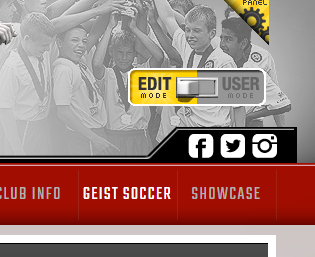 PANEL
EDIT USER
MODE MODE
CLUB INFO GEIST SOCCER SHOWCASE